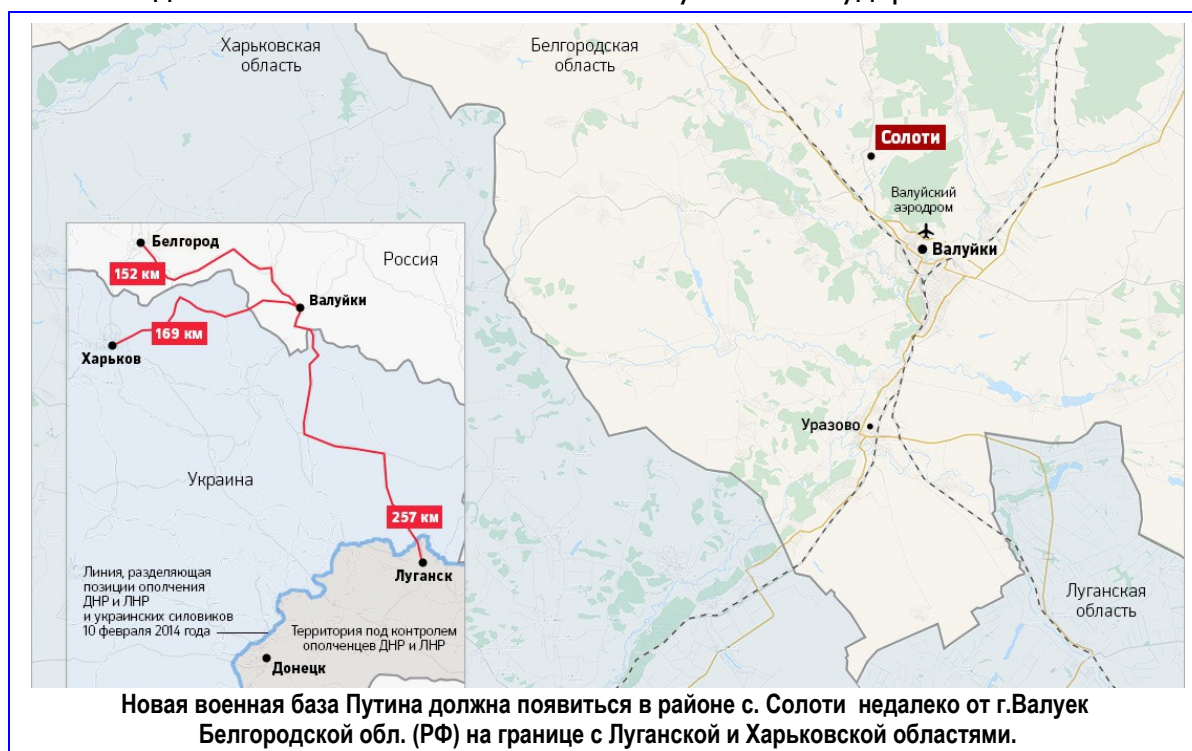 Харьковская
область
Белгородская
область
Солоти
Валуйский
аэродром
Валуйки
Уразово
Луганская
область
Белгород
152 км
Россия
Валуйки
169 км
Харьков
Украина
257 км
Луганск
Линия, разделяющая
позиции ополчения
ДНР и ЛНР
и украинских силовиков
10 февраля 2014 года
Территория под контролем
ополченцев ДНР и ЛНР
Донецк
Новая военная база Путина должна появиться в районе с. Солоти недалеко от г.Валуек
Белгородской обл. (РФ) на границе с Луганской и Харьковской областями.